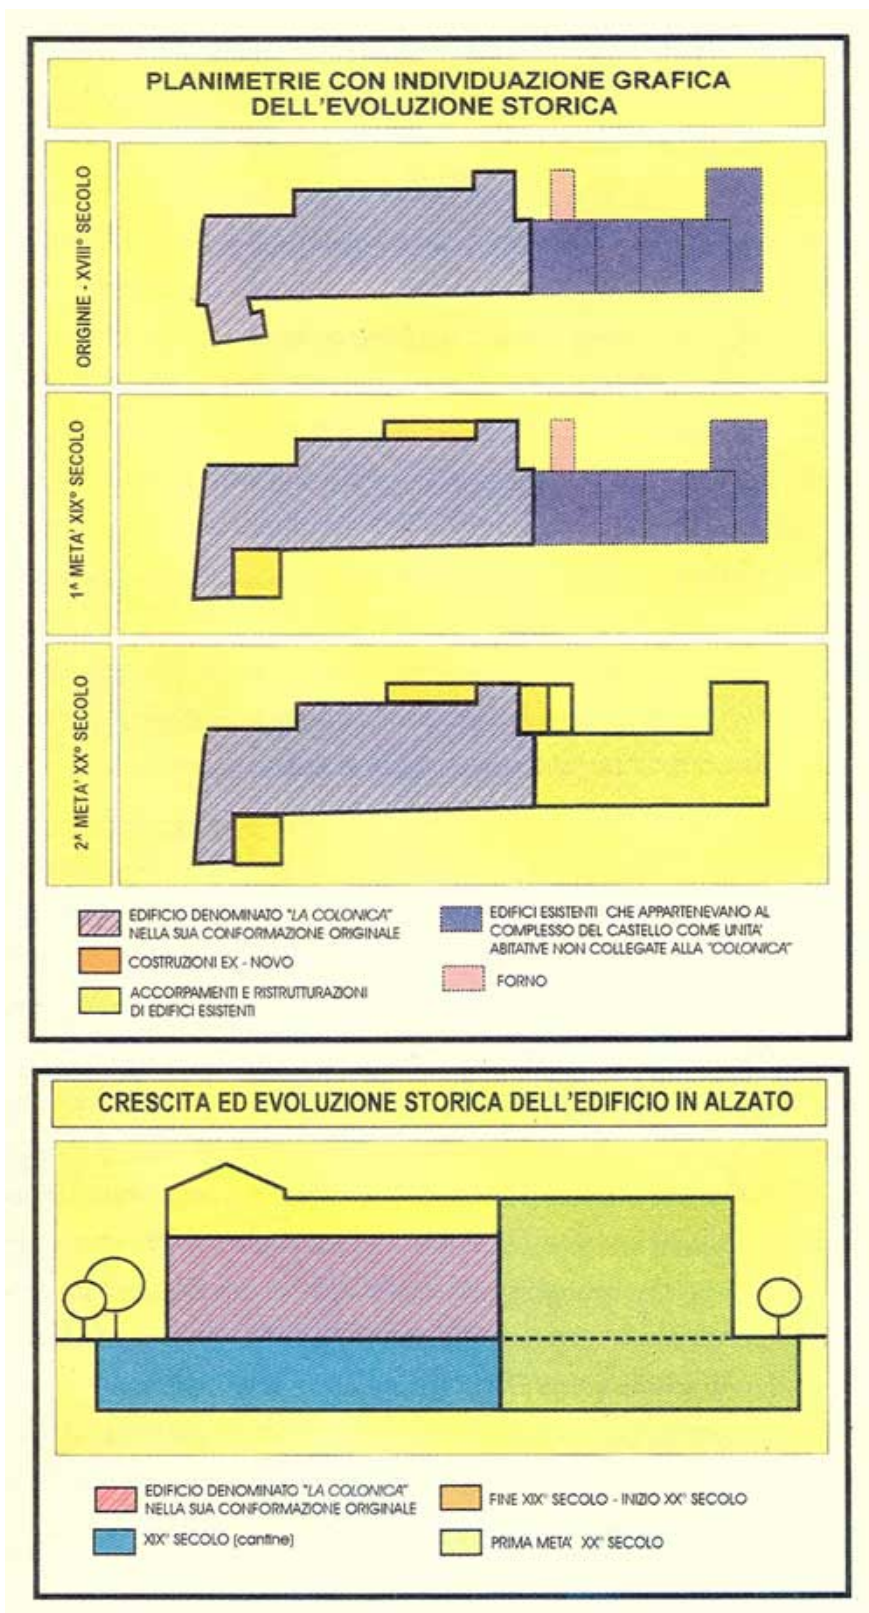 PLANIMETRIE CON INDIVIDUAZIONE GRAFICA
DELL'EVOLUZIONE STORICA
ORIGINIE - XVIII° SECOLO
1^ META' XIX° SECOLO
2^ META' XX° SECOLO
EDIFICIO DENOMINATO "LA COLONICA"
NELLA SUA CONFORMAZIONE ORIGINALE
COSTRUZIONI EX - NOVO
ACCORPAMENTI E RISTRUTTURAZIONI
DI EDIFICI ESISTENTI
EDIFICI ESISTENTI CHE APPARTENEVANO AL
COMPLESSO DEL CASTELLO COME UNITA'
ABITATIVE NON COLLEGATE ALLA "COLONICA"
FORNO
CRESCITA ED EVOLUZIONE STORICA DELL'EDIFICIO IN ALZATO
EDIFICIO DENOMINATO "LA COLONICA"
NELLA SUA CONFORMAZIONE ORIGINALE
XIX° SECOLO (cantine)
FINE XIX° SECOLO - INIZIO XX° SECOLO
PRIMA META' XX° SECOLO